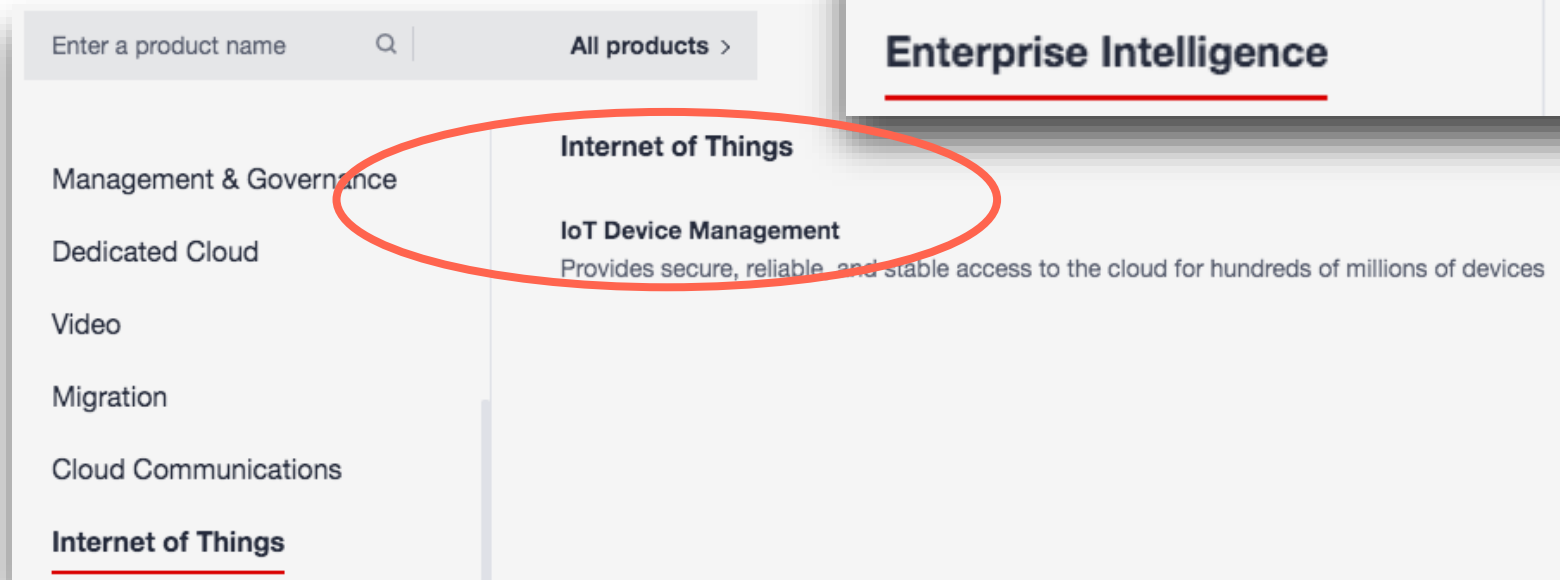 Enter a product name
All products >
Enterprise Intelligence
Management & Governance
Dedicated Cloud
Video
Migration
Cloud Communications
Internet of Things
Internet of Things
IoT Device Management
Provides secure, reliable, and stable access to the cloud for hundreds of millions of devices